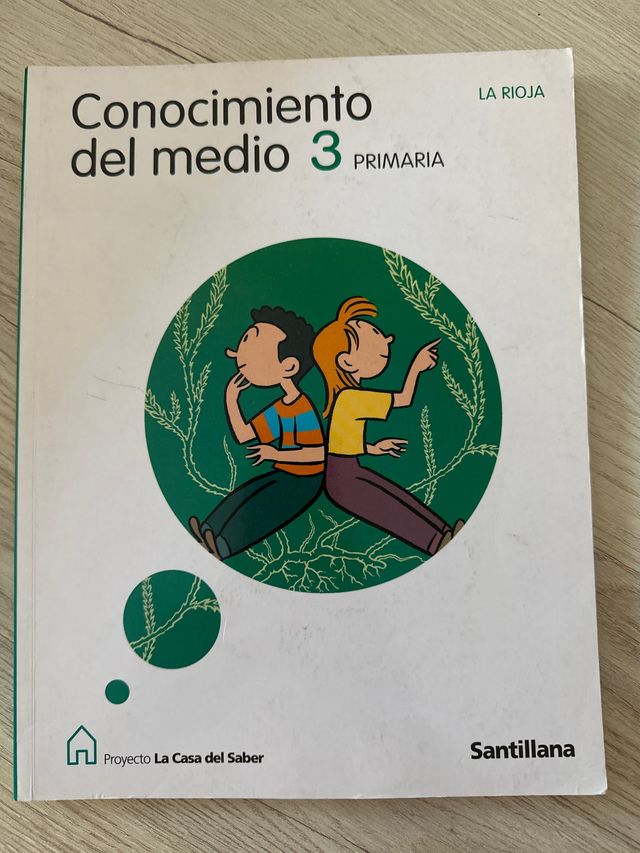 Conocimiento
del medio 3 PRIMARIA
LA RIOJA
Proyecto La Casa del Saber
Santillana